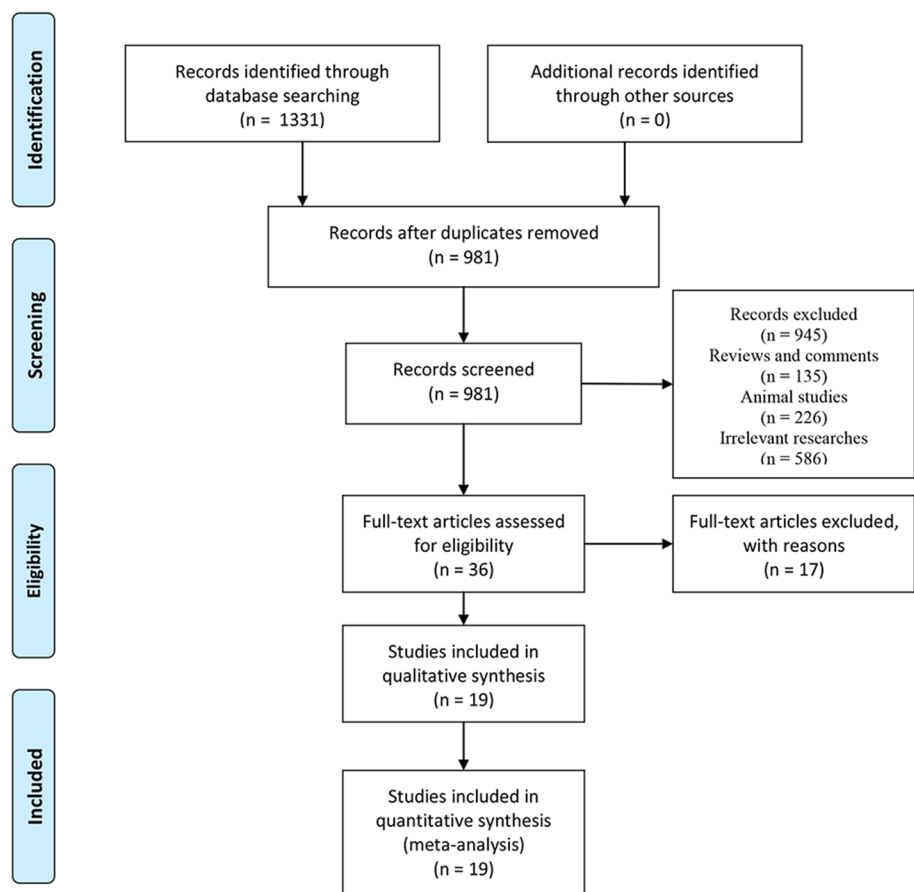 Identification
Records identified through
database searching
(n =  1331)
Additional records identified
through other sources
(n = 0)
Records after duplicates removed
(n = 981)
Screening
Records screened
(n = 981)
Records excluded
(n = 945)
Reviews and comments
(n = 135)
Animal studies
(n = 226)
Irrelevant researches
(n = 586)
Eligibility
Full-text articles assessed
for eligibility
(n = 36)
Full-text articles excluded,
with reasons
(n = 17)
Studies included in
qualitative synthesis
(n = 19)
Included
Studies included in
quantitative synthesis
(meta-analysis)
(n = 19)